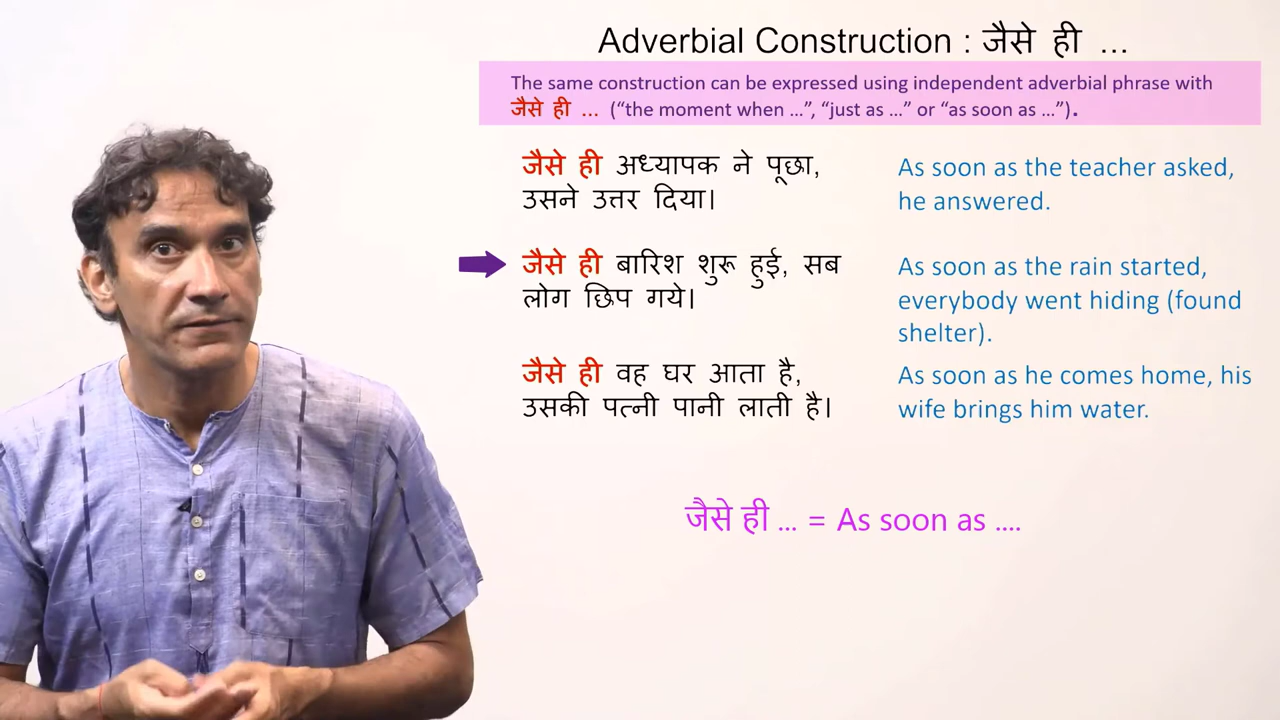 Adverbial Construction : जैसे ही ...
The same construction can be expressed using independent adverbial phrase with
जैसे ही ... (“the moment when ...”, “just as ...” or “as soon as ...”).
जैसे ही अध्यापक ने पूछा,
उसने उत्तर दिया।
As soon as the teacher asked,
he answered.
जैसे ही बारिश शुरू हुई, सब
लोग छिप गये।
As soon as the rain started,
everybody went hiding (found
shelter).
जैसे ही वह घर आता है,
उसकी पत्नी पानी लाती है।
As soon as he comes home, his
wife brings him water.
जैसे ही ... = As soon as ....